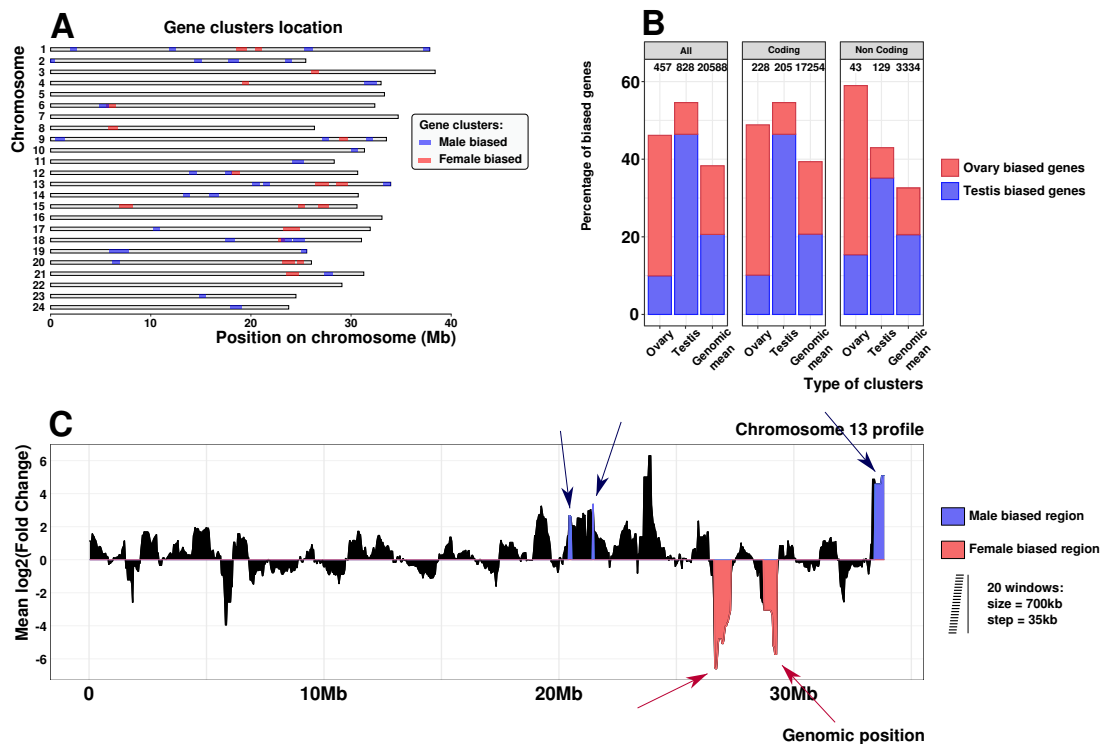 A
Gene clusters location
Chromosome
1
2
3
4
5
6
7
8
9
10
11
12
13
14
15
16
17
18
19
20
21
22
23
24
Gene clusters:
Male biased
Female biased
0 10 20 30 40
Position on chromosome (Mb)
B
Percentage of biased genes
All Coding Non Coding
457 828 20588 228 205 17254 43 129 3334
60
40
20
0
Ovary Testis Genomic mean Ovary Testis Genomic mean Ovary Testis Genomic mean
Type of clusters
Ovary biased genes
Testis biased genes
C
Chromosome 13 profile
Mean log2(Fold Change)
6
4
2
0
-2
-4
-6
0 10Mb 20Mb 30Mb
Genomic position
Male biased region
Female biased region
20 windows:
size = 700kb
step = 35kb